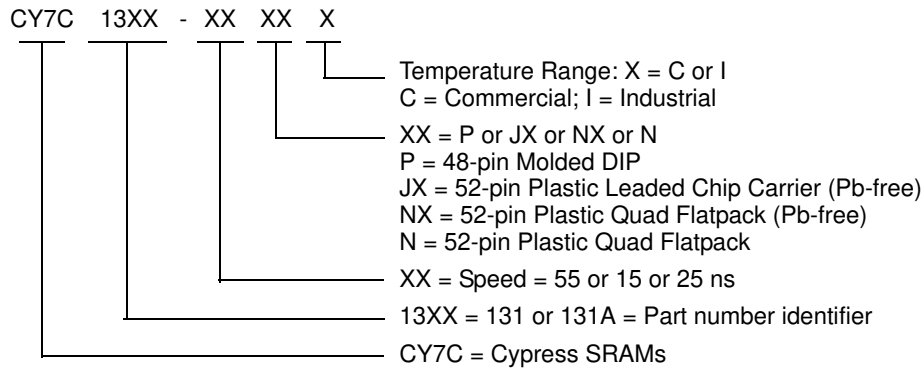 CY7C 13XX - XX XX X
Temperature Range: X = C or I
C = Commercial; I = Industrial
XX = P or JX or NX or N
P = 48-pin Molded DIP
JX = 52-pin Plastic Leaded Chip Carrier (Pb-free)
NX = 52-pin Plastic Quad Flatpack (Pb-free)
N = 52-pin Plastic Quad Flatpack
XX = Speed = 55 or 15 or 25 ns
13XX = 131 or 131A = Part number identifier
CY7C = Cypress SRAMs